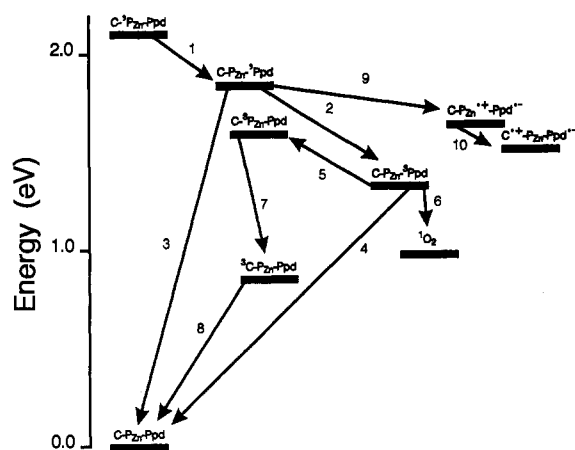 C-¹PZn-Ppd
1
2.0
C-PZn-¹Ppd
9
2
C-PZn•+-Ppd•−
C-³PZn-Ppd
10
C•+-PZn-Ppd•−
5
C-PZn-³Ppd
7
6
Energy (eV)
3
4
¹O₂
1.0
³C-PZn-Ppd
8
C-PZn-Ppd
0.0